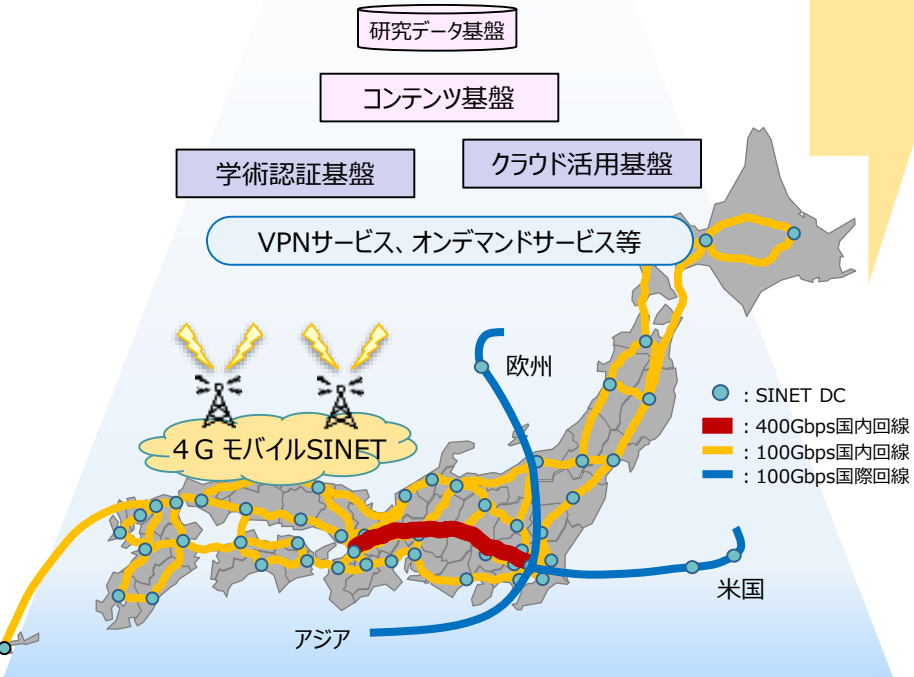 研究データ基盤
コンテンツ基盤
学術認証基盤
クラウド活用基盤
VPNサービス、オンデマンドサービス等
欧州
４G モバイルSINET
：SINET DC
：400Gbps国内回線
：100Gbps国内回線
：100Gbps国際回線
米国
アジア